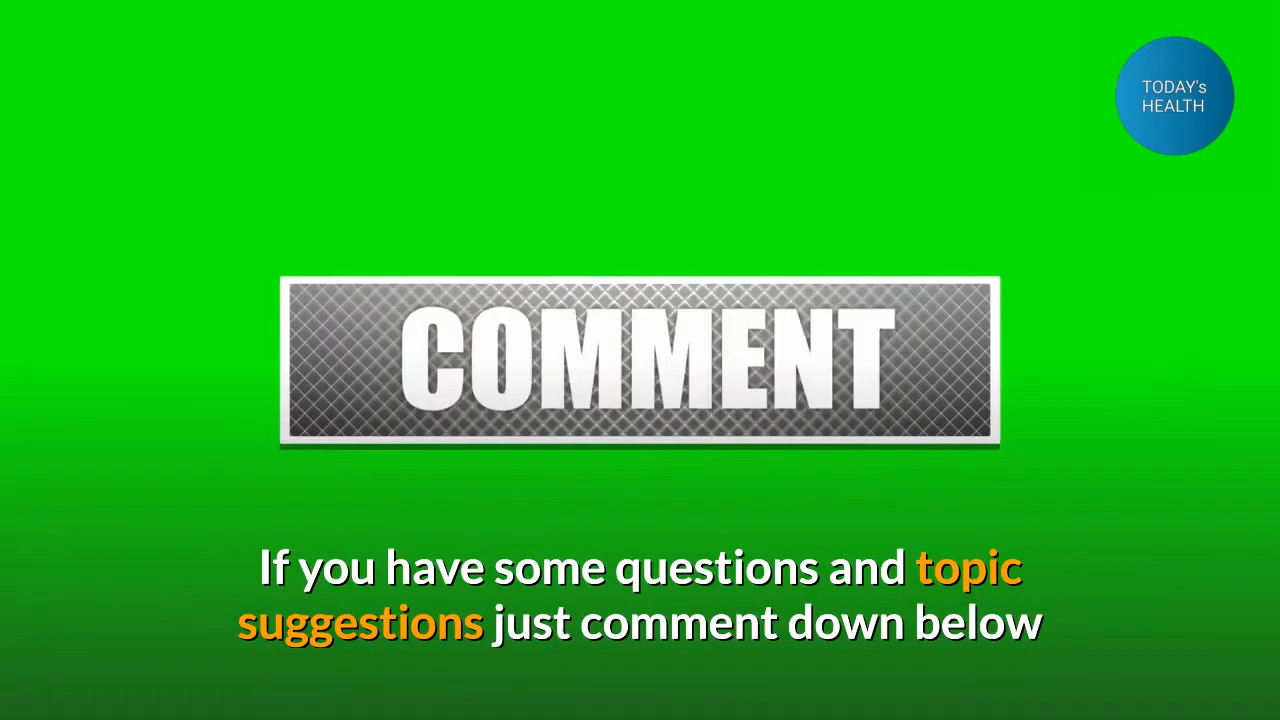 TODAY's
HEALTH
COMMENT
If you have some questions and topic
suggestions just comment down below